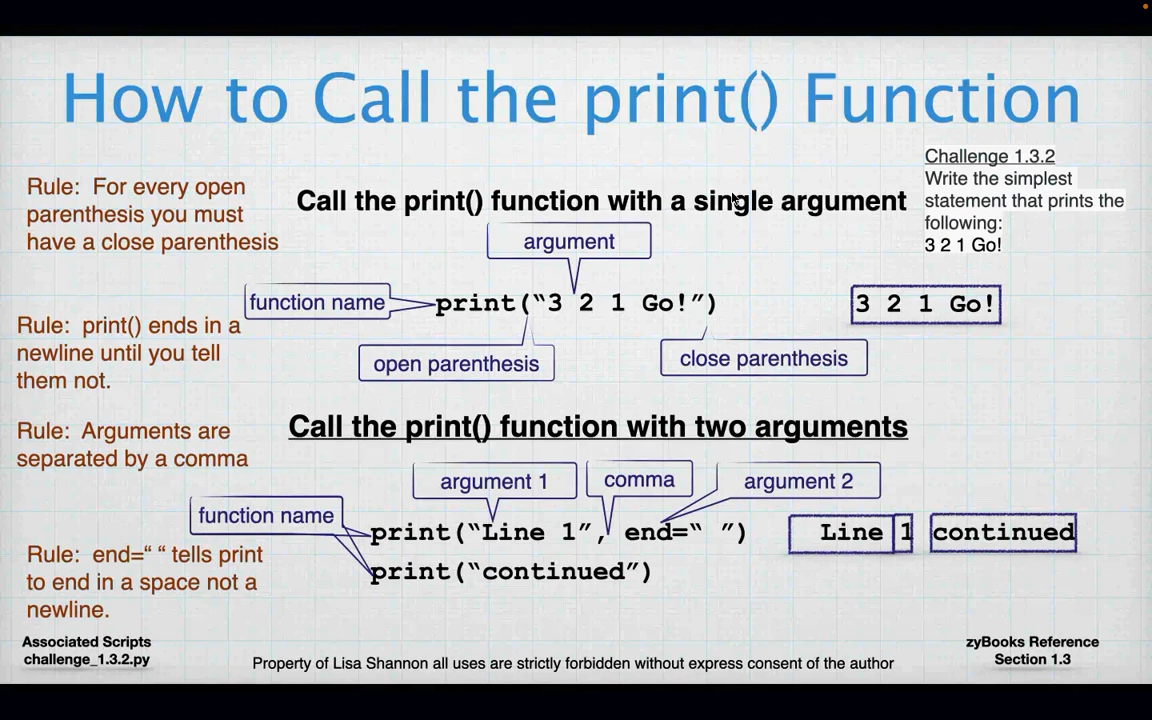 How to Call the print() Function
Challenge 1.3.2
Write the simplest
statement that prints the
following:
3 2 1 Go!
Rule:  For every open
parenthesis you must
have a close parenthesis
Call the print() function with a single argument
argument
function name
print(“3 2 1 Go!”)
3 2 1 Go!
open parenthesis
close parenthesis
Rule:  print() ends in a
newline until you tell
them not.
Rule:  Arguments are
separated by a comma
Call the print() function with two arguments
argument 1
comma
argument 2
function name
print(“Line 1”, end=“ ”)
print(“continued”)
Line 1 continued
Rule:  end=“ “ tells print
to end in a space not a
newline.
Associated Scripts
challenge_1.3.2.py
Property of Lisa Shannon all uses are strictly forbidden without express consent of the author
zyBooks Reference
Section 1.3